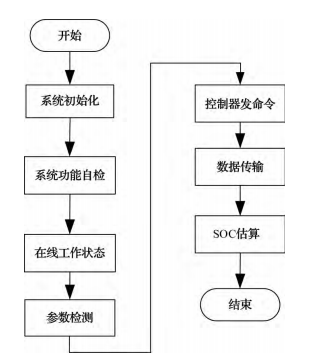 开始
系统初始化
系统功能自检
在线工作状态
参数检测
控制器发命令
数据传输
SOC估算
结束